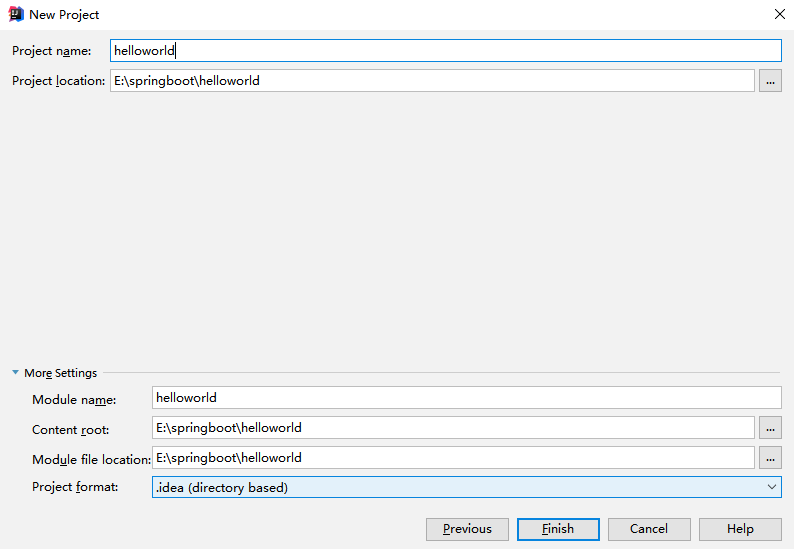 New Project
Project name: helloworld
Project location: E:\springboot\helloworld ...
More Settings
Module name: helloworld
Content root: E:\springboot\helloworld ...
Module file location: E:\springboot\helloworld ...
Project format: .idea (directory based)
Previous Finish Cancel Help